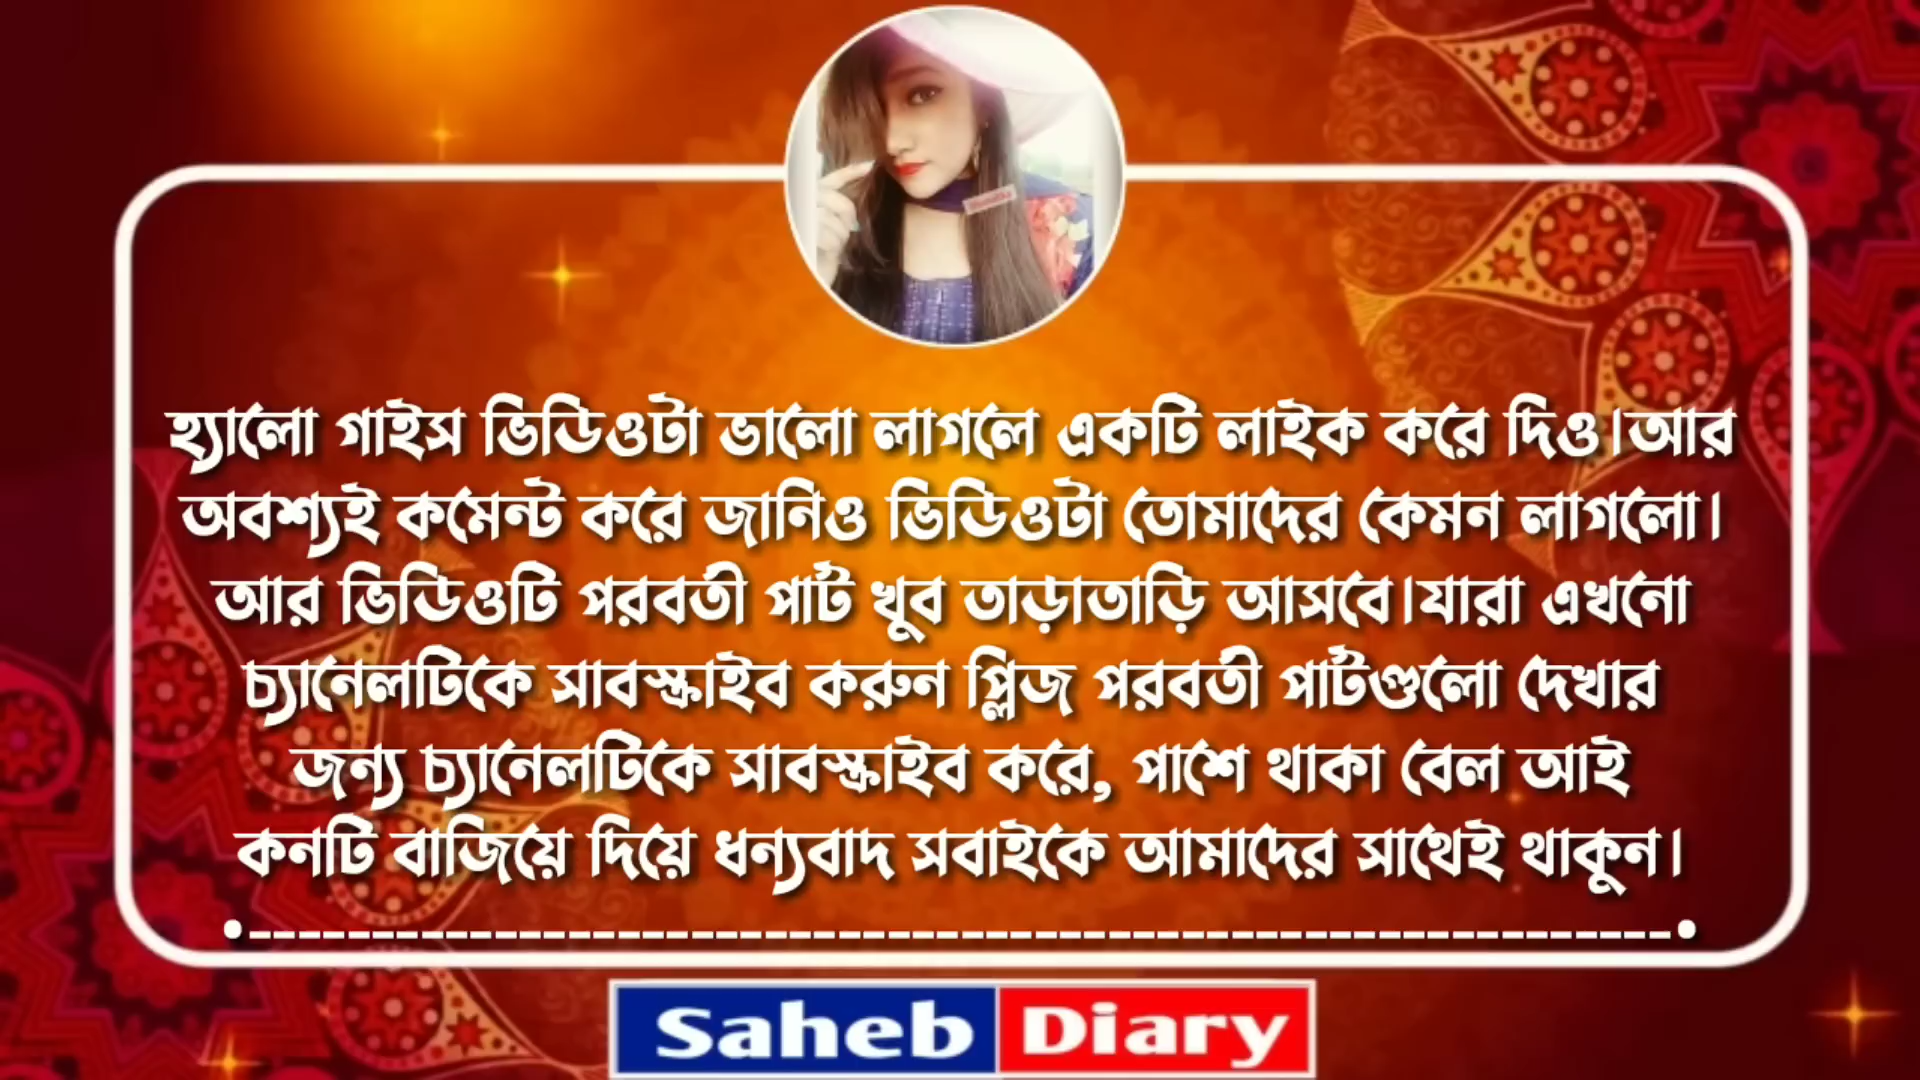 হ্যালো গাইস ভিডিওটা ভালো লাগলে একটি লাইক করে দিও।আর
অবশ্যই কমেন্ট করে জানিও ভিডিওটা তোমাদের কেমন লাগলো।
আর ভিডিওটি পরবর্তী পার্ট খুব তাড়াতাড়ি আসবে।যারা এখনো
চ্যানেলটিকে সাবস্ক্রাইব করুন প্লিজ পরবর্তী পার্টগুলো দেখার
জন্য চ্যানেলটিকে সাবস্ক্রাইব করে, পাশে থাকা বেল আই
কনটি বাজিয়ে দিয়ে ধন্যবাদ সবাইকে আমাদের সাথেই থাকুন।
Saheb Diary